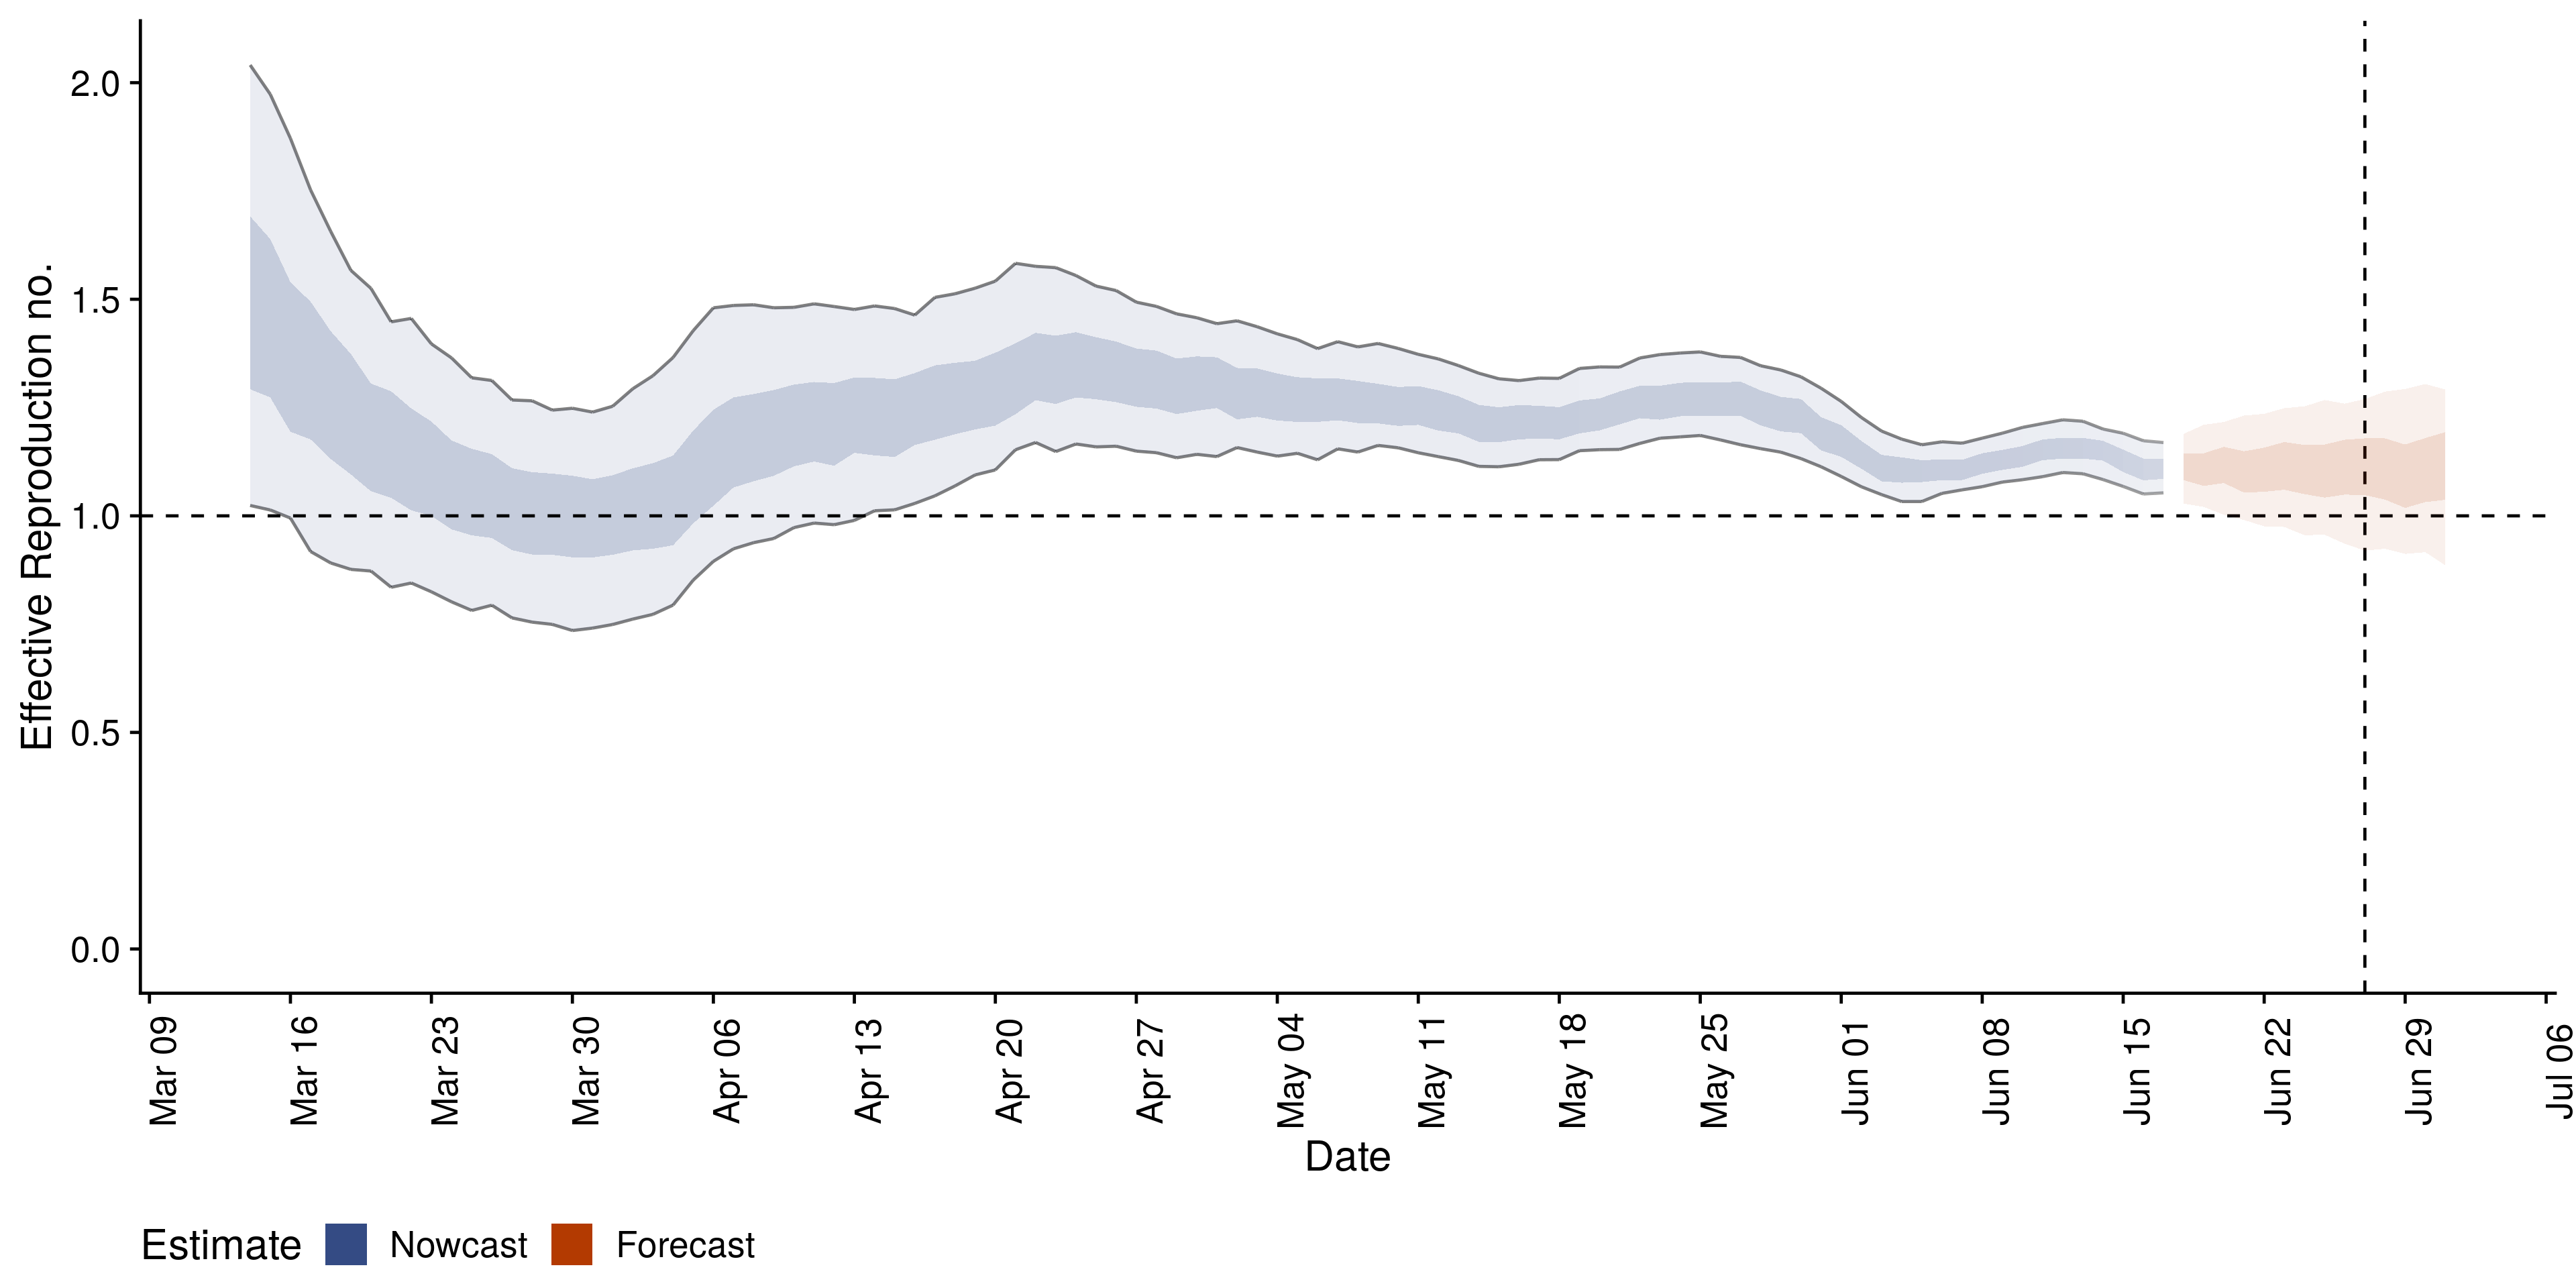 Effective Reproduction no.
2.0
1.5
1.0
0.5
0.0
Mar 09
Mar 16
Mar 23
Mar 30
Apr 06
Apr 13
Apr 20
Apr 27
May 04
May 11
May 18
May 25
Jun 01
Jun 08
Jun 15
Jun 22
Jun 29
Jul 06
Date
Estimate Nowcast Forecast